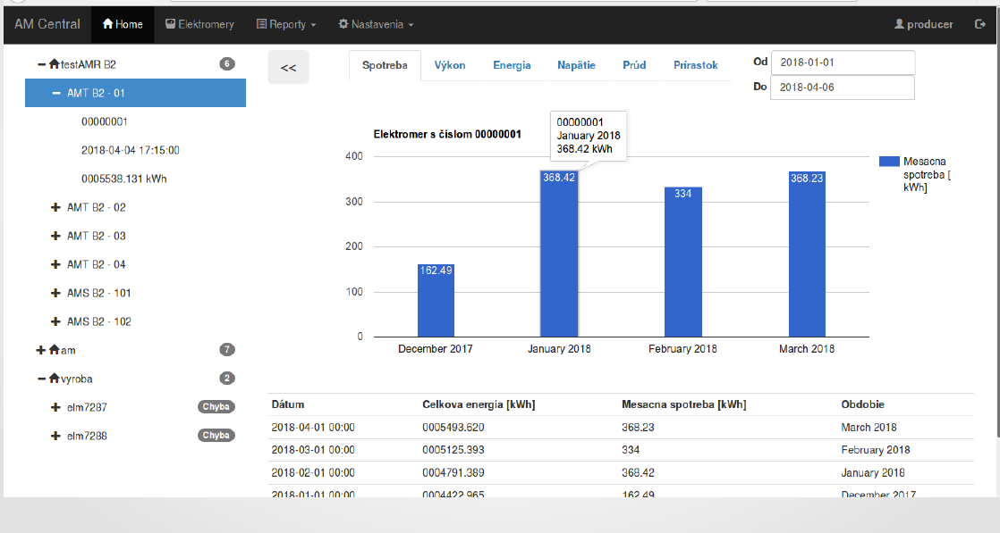 AM Central Home Elektromery Reporty Nastavenia producer
testAMR B2 6
AMT B2 - 01
00000001
2018-04-04 17:15:00
0005538.131 kWh
AMT B2 - 02
AMT B2 - 03
AMT B2 - 04
AMS B2 - 101
AMS B2 - 102
am 7
vyroba 2
elm7287 Chyba
elm7288 Chyba
<<
Spotreba Výkon Energia Napätie Prúd Prírastok
Od 2018-01-01
Do 2018-04-06
Elektromer s číslom 00000001
00000001
January 2018
368.42 kWh
400
300
200
100
0
162.49
368.42
334
368.23
December 2017 January 2018 February 2018 March 2018
Mesacna
spotreba [
kWh]
Dátum Celkova energia [kWh] Mesacna spotreba [kWh] Obdobie
2018-04-01 00:00 0005493.620 368.23 March 2018
2018-03-01 00:00 0005125.393 334 February 2018
2018-02-01 00:00 0004791.389 368.42 January 2018
2018-01-01 00:00 0004422.965 162.49 December 2017